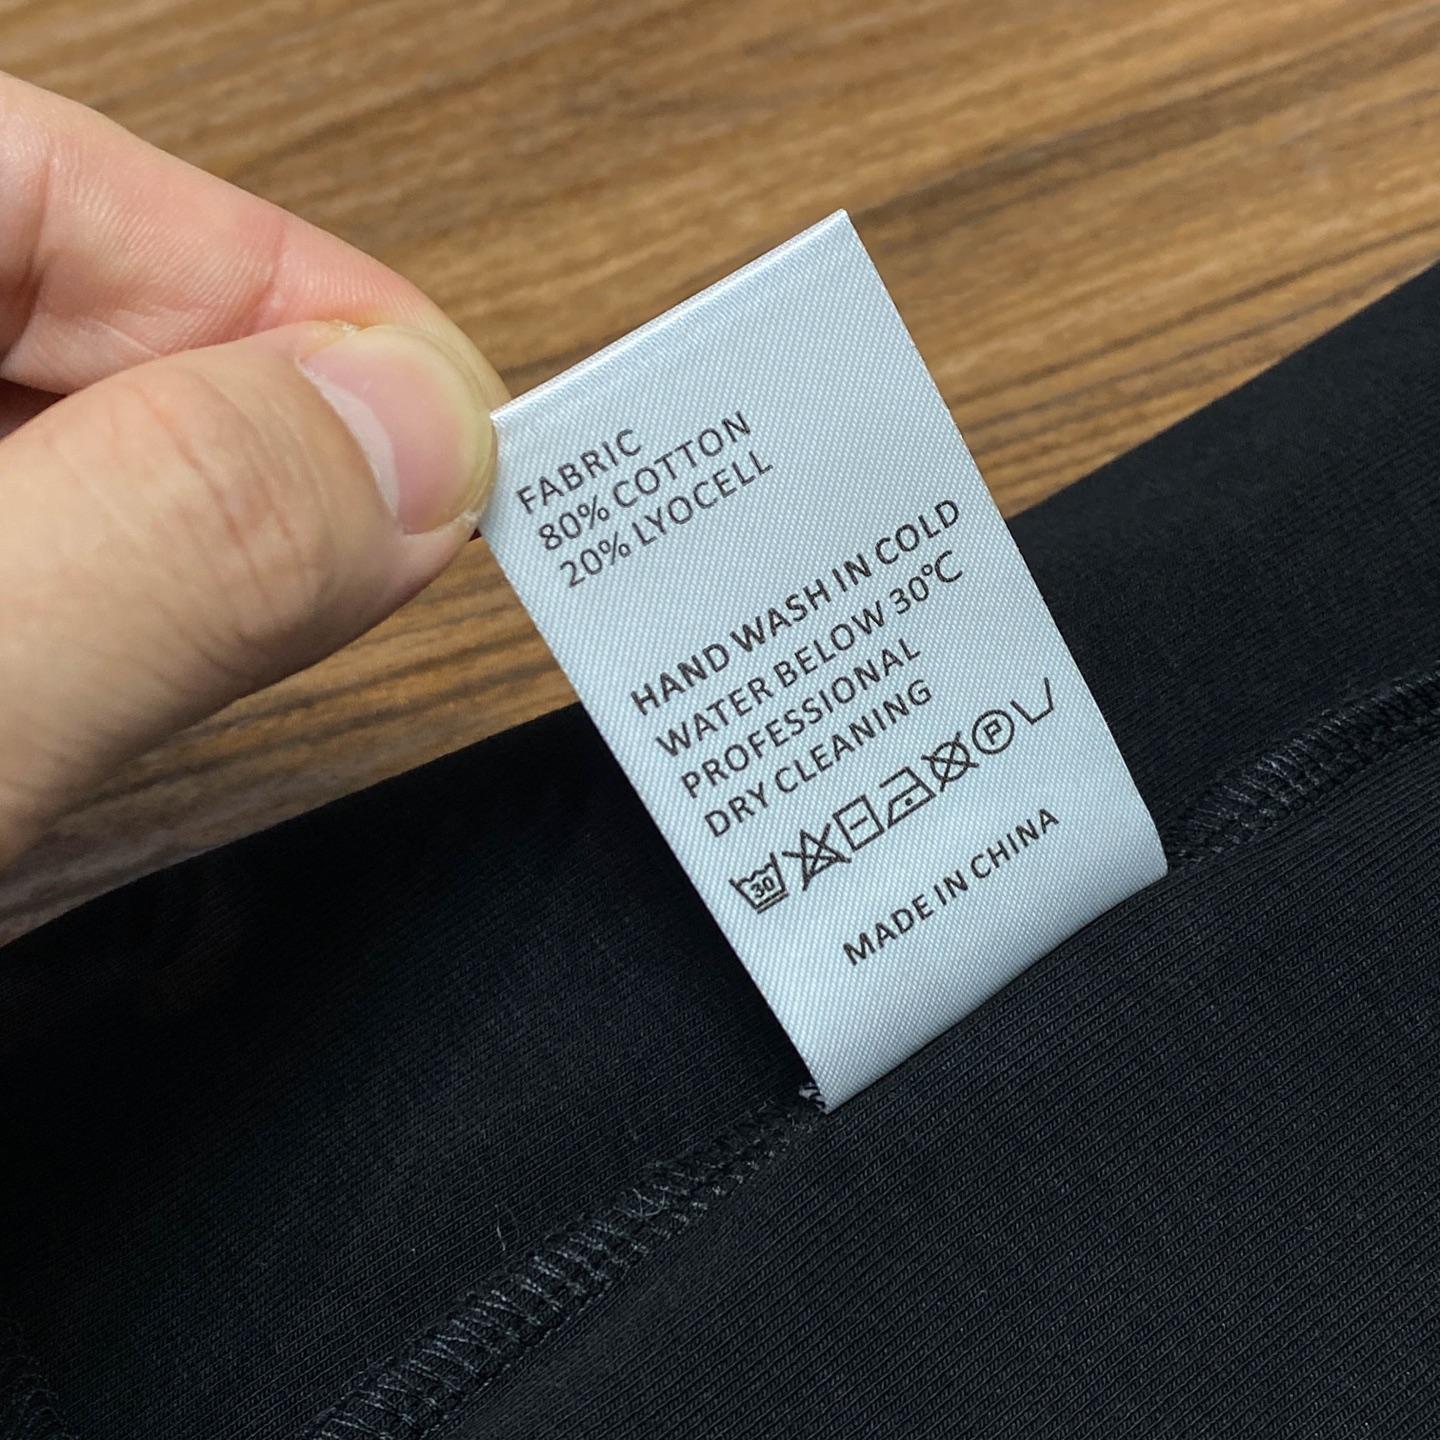 FABRIC
80% COTTON
20% LYOCELL
HAND WASH IN COLD
WATER BELOW 30℃
PROFESSIONAL
DRY CLEANING
30 P
MADE IN CHINA